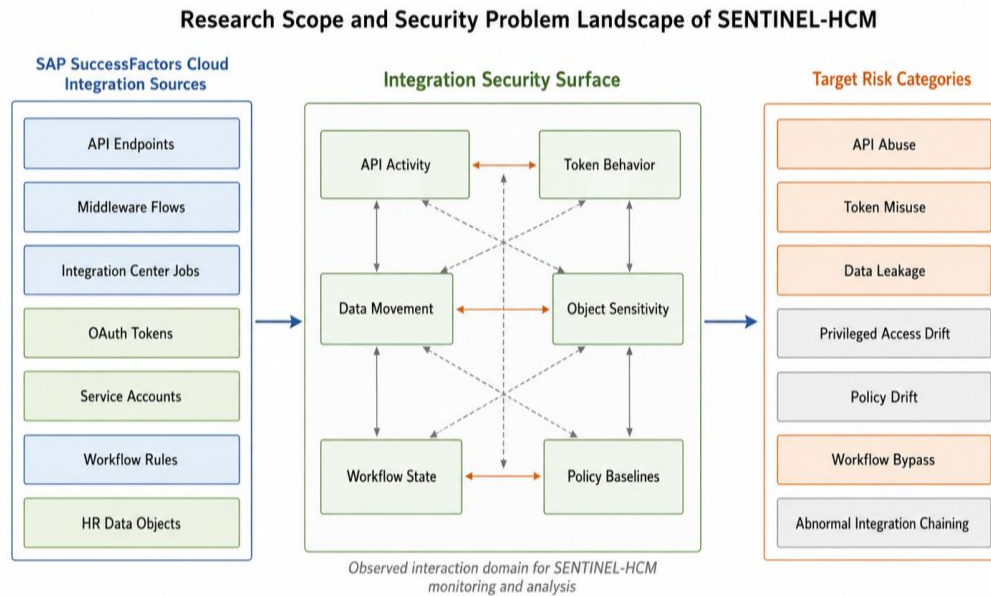 Research Scope and Security Problem Landscape of SENTINEL-HCM
SAP SuccessFactors Cloud
Integration Sources
API Endpoints
Middleware Flows
Integration Center Jobs
OAuth Tokens
Service Accounts
Workflow Rules
HR Data Objects
Integration Security Surface
API Activity
Token Behavior
Data Movement
Object Sensitivity
Workflow State
Policy Baselines
Observed interaction domain for SENTINEL-HCM
monitoring and analysis
Target Risk Categories
API Abuse
Token Misuse
Data Leakage
Privileged Access Drift
Policy Drift
Workflow Bypass
Abnormal Integration Chaining